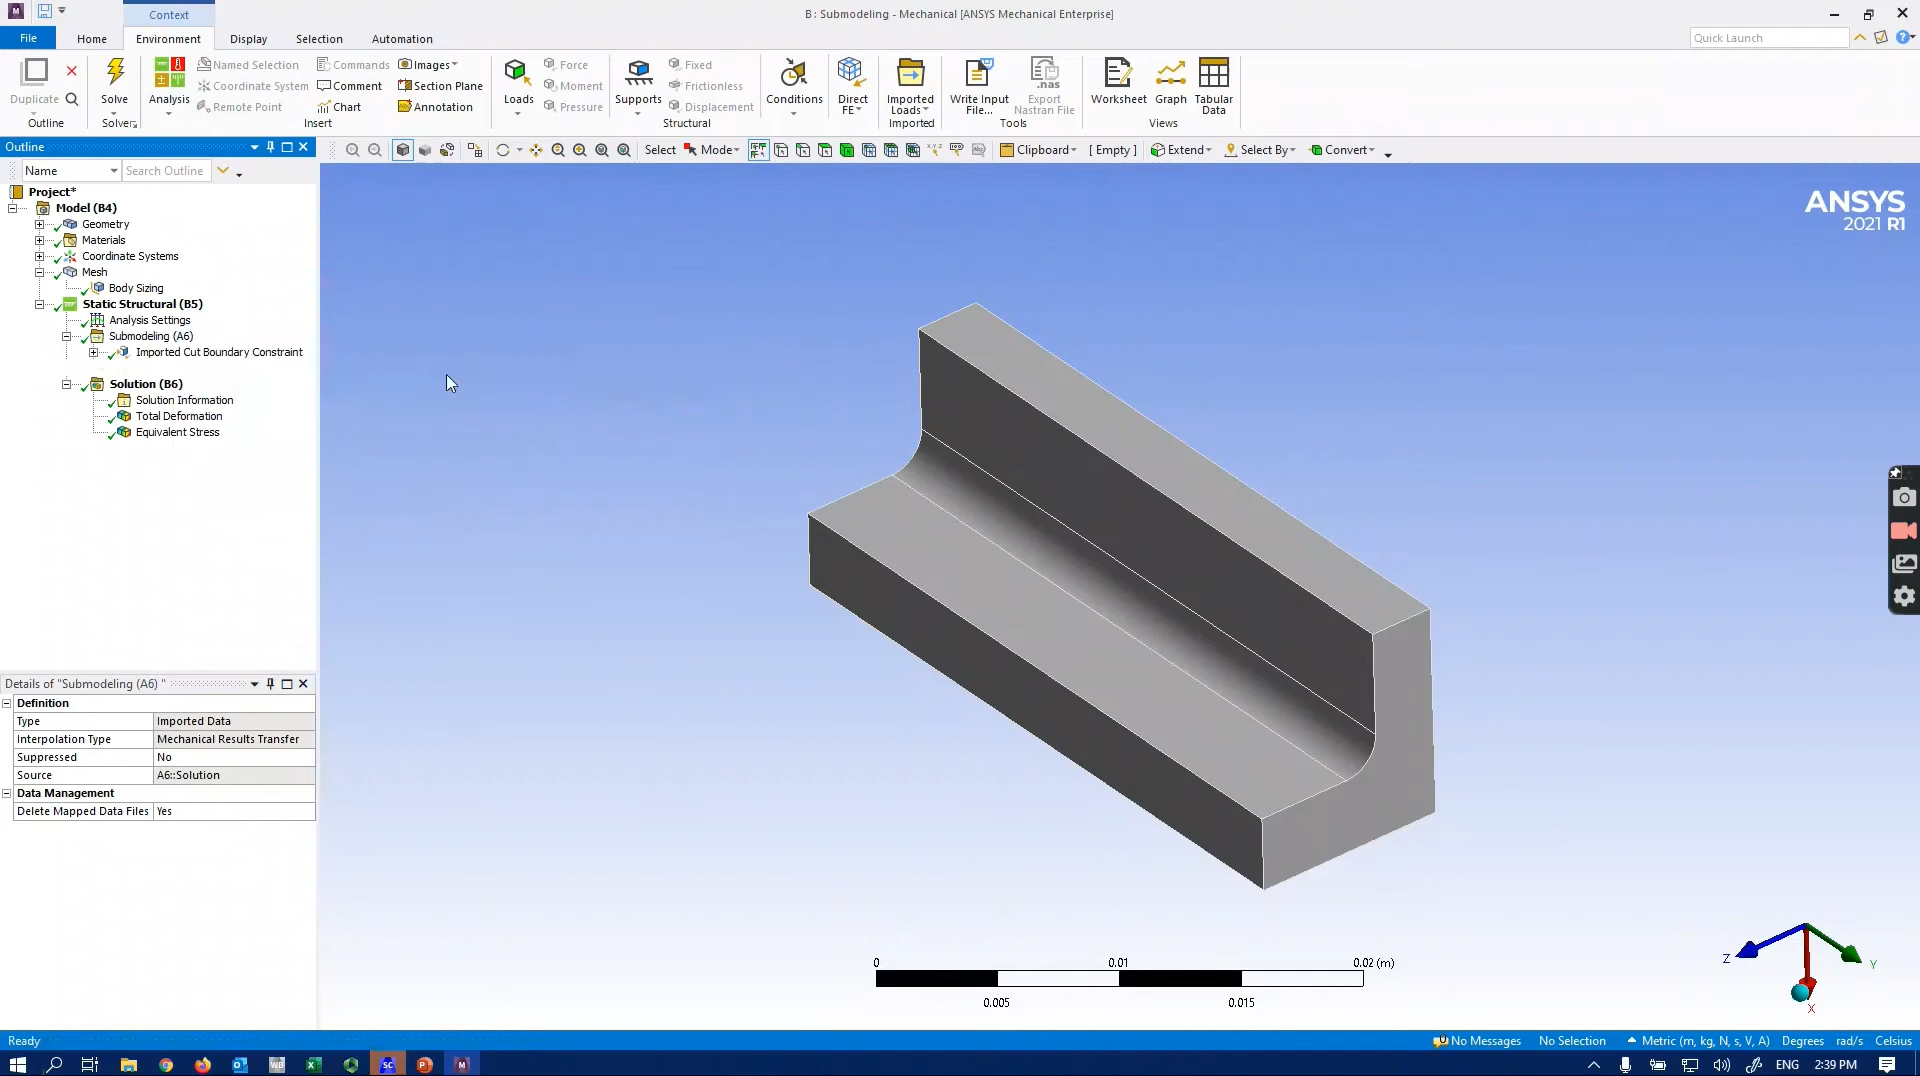 Context
B: Submodeling - Mechanical [ANSYS Mechanical Enterprise]
File
Home
Environment
Display
Selection
Automation
Quick Launch
Duplicate
Outline
Solve
Solver
Analysis
Named Selection
Coordinate System
Remote Point
Commands
Comment
Chart
Images
Section Plane
Annotation
Insert
Loads
Force
Moment
Pressure
Supports
Fixed
Frictionless
Displacement
Structural
Conditions
Direct
FE
Imported
Loads
Imported
Write Input
File...
.nas
Export
Nastran File
Tools
Worksheet
Graph
Tabular
Data
Views
Outline
Name
Search Outline
Select
Mode
Clipboard
[ Empty ]
Extend
Select By
Convert
Project*
Model (B4)
Geometry
Materials
Coordinate Systems
Mesh
Body Sizing
Static Structural (B5)
Analysis Settings
Submodeling (A6)
Imported Cut Boundary Constraint
Solution (B6)
Solution Information
Total Deformation
Equivalent Stress
ANSYS
2021 R1
Details of "Submodeling (A6) "
Definition
Type
Imported Data
Interpolation Type
Mechanical Results Transfer
Suppressed
No
Source
A6::Solution
Data Management
Delete Mapped Data Files
Yes
0
0.01
0.02 (m)
0.005
0.015
Z
Y
X
Ready
No Messages
No Selection
Metric (m, kg, N, s, V, A)
Degrees
rad/s
Celsius
WB
SC
M
ENG
2:39 PM